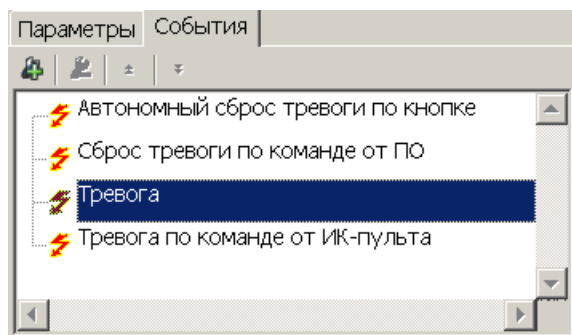 Параметры События
Автономный сброс тревоги по кнопке
Сброс тревоги по команде от ПО
Тревога
Тревога по команде от ИК-пульта